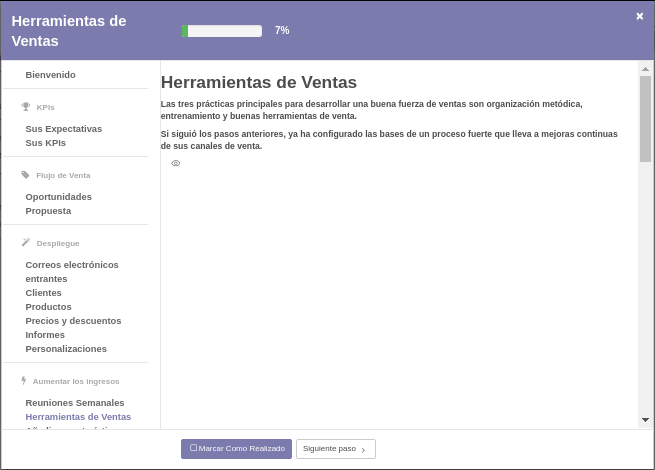 Herramientas de
Ventas
7%
×
Bienvenido
KPIs
Sus Expectativas
Sus KPIs
Flujo de Venta
Oportunidades
Propuesta
Despliegue
Correos electrónicos
entrantes
Clientes
Productos
Precios y descuentos
Informes
Personalizaciones
Aumentar los ingresos
Reuniones Semanales
Herramientas de Ventas
Herramientas de Ventas
Las tres prácticas principales para desarrollar una buena fuerza de ventas son organización metódica,
entrenamiento y buenas herramientas de venta.
Si siguió los pasos anteriores, ya ha configurado las bases de un proceso fuerte que lleva a mejoras continuas
de sus canales de venta.
Marcar Como Realizado
Siguiente paso ›